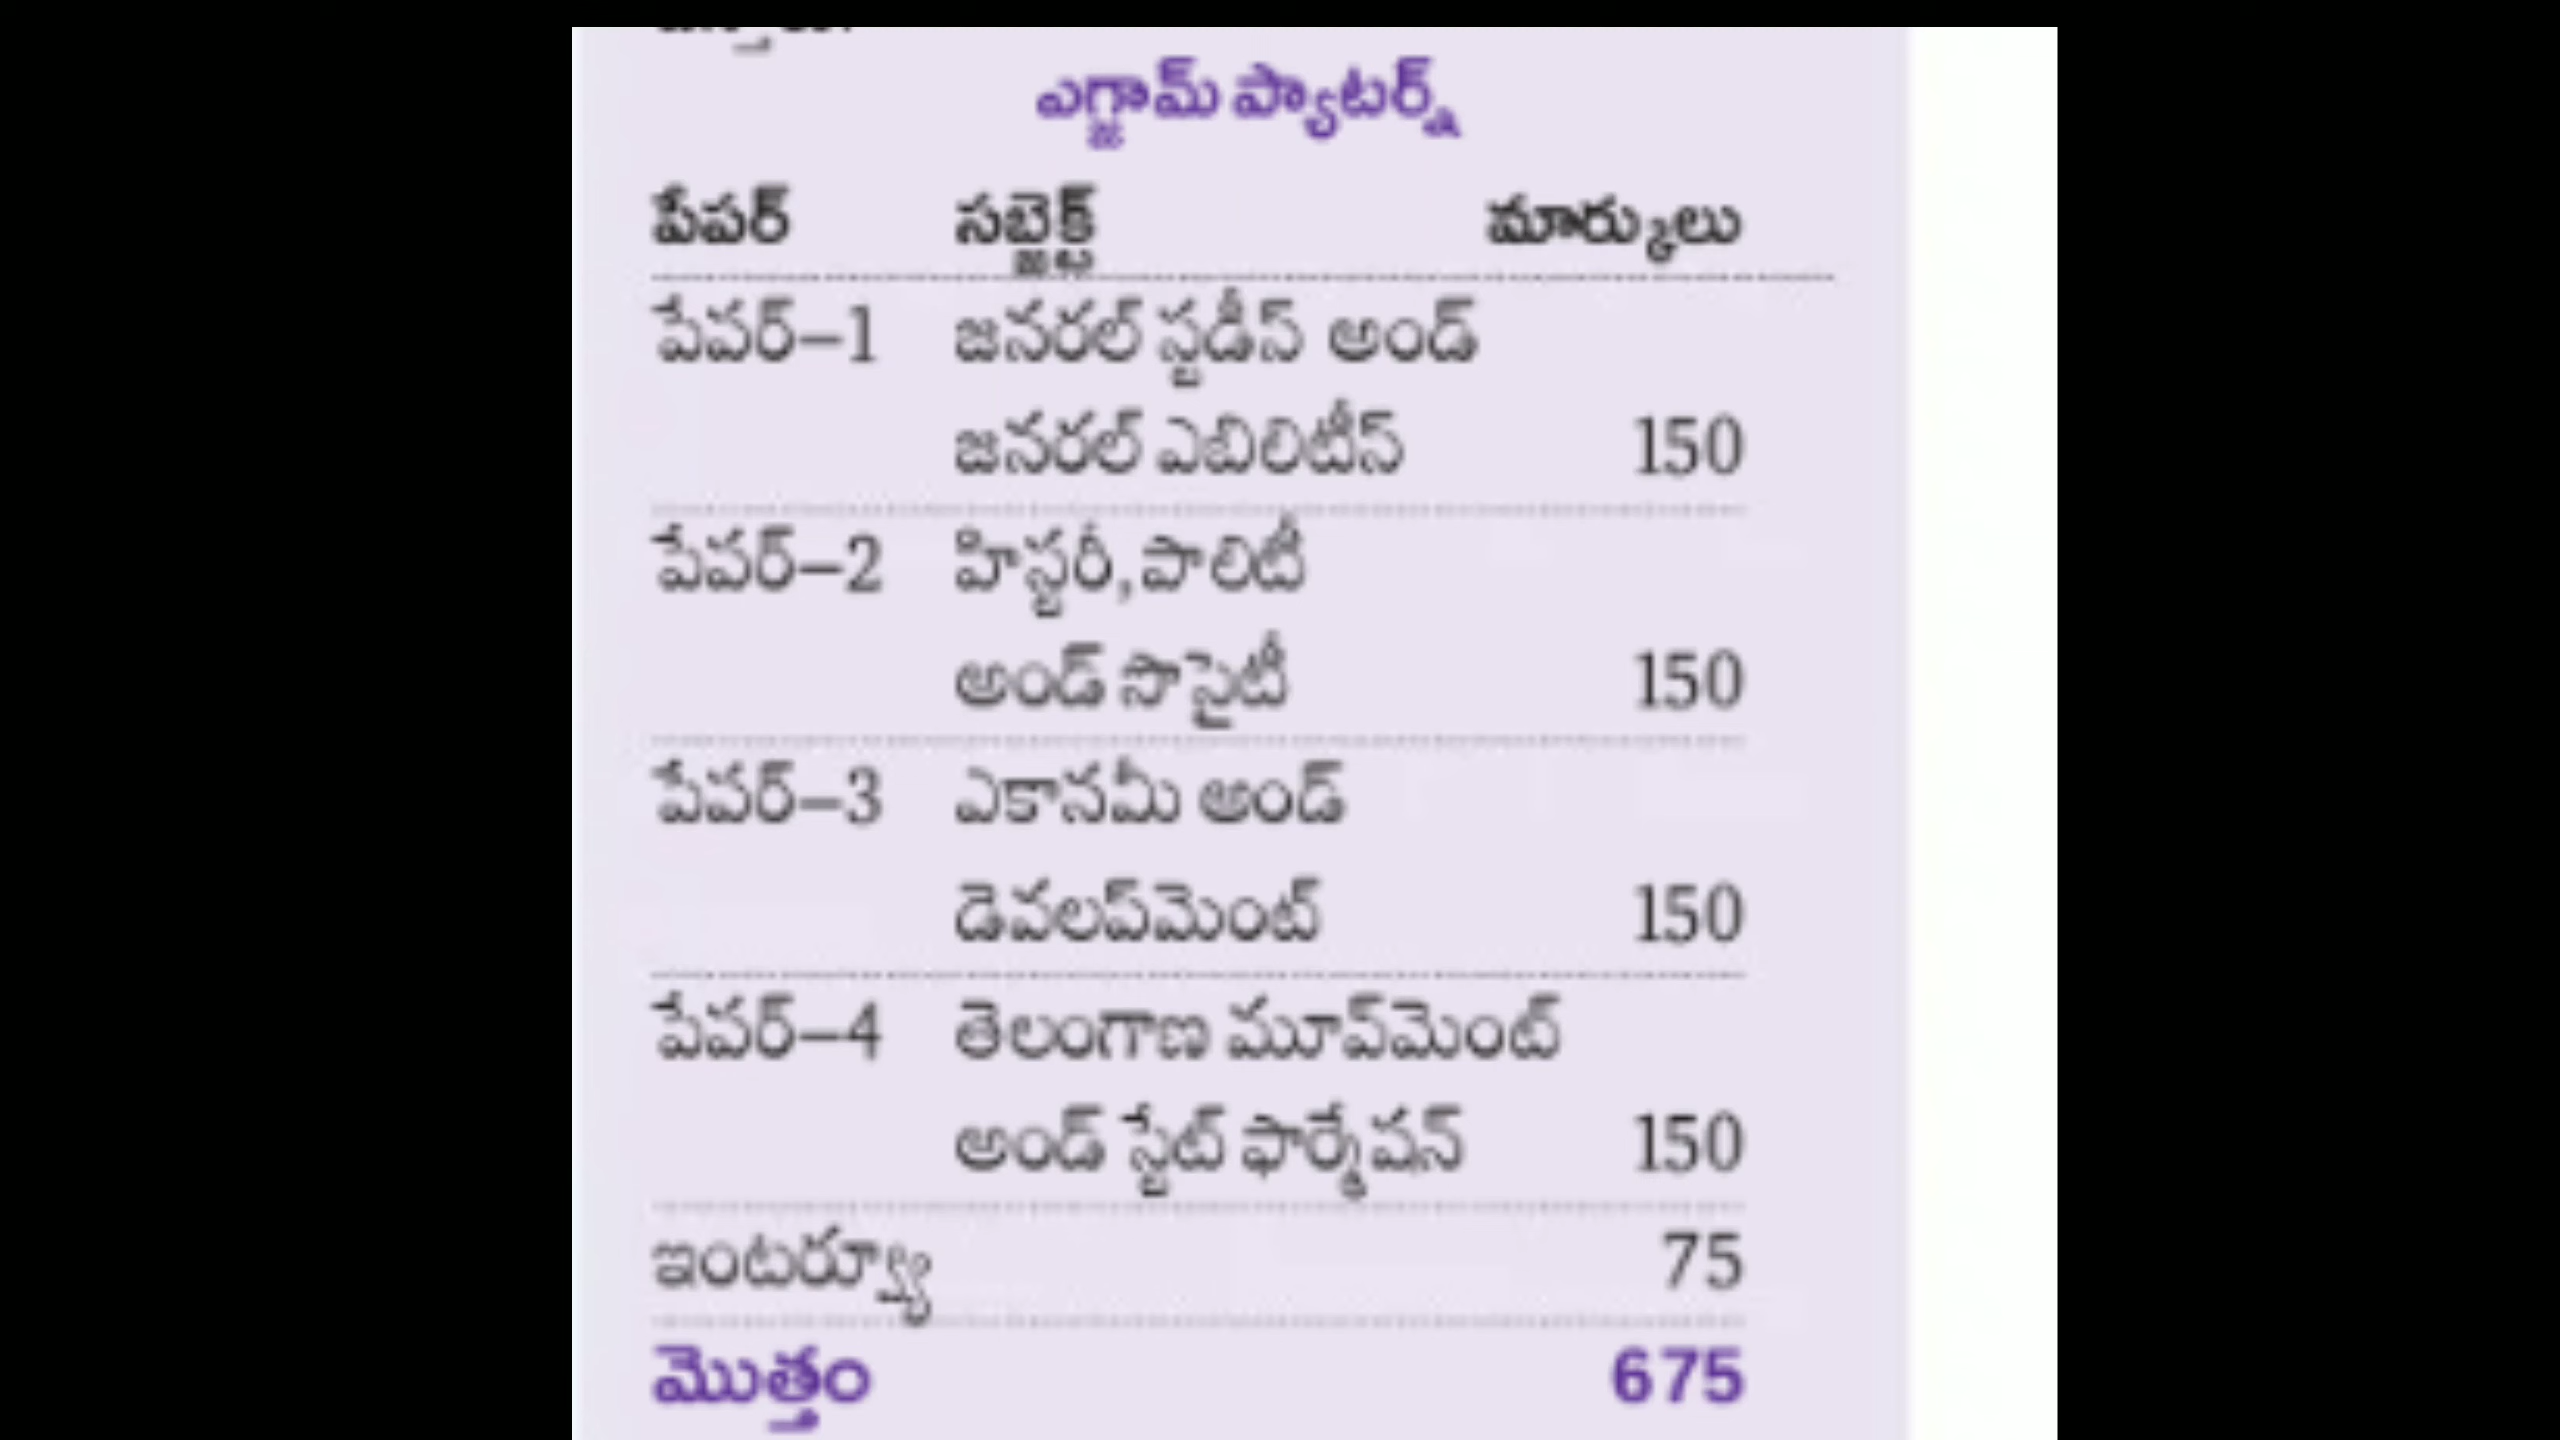 ఎగ్జామ్ ప్యాటర్న్
పేపర్ సబ్జెక్ట్ మార్కులు
పేపర్–1 జనరల్ స్టడీస్ అండ్
జనరల్ ఎబిలిటీస్ 150
పేపర్–2 హిస్టరీ, పాలిటీ
అండ్ సొసైటీ 150
పేపర్–3 ఎకానమీ అండ్
డెవలప్‌మెంట్ 150
పేపర్–4 తెలంగాణ మూవ్‌మెంట్
అండ్ స్టేట్ ఫార్మేషన్ 150
ఇంటర్వ్యూ 75
మొత్తం 675